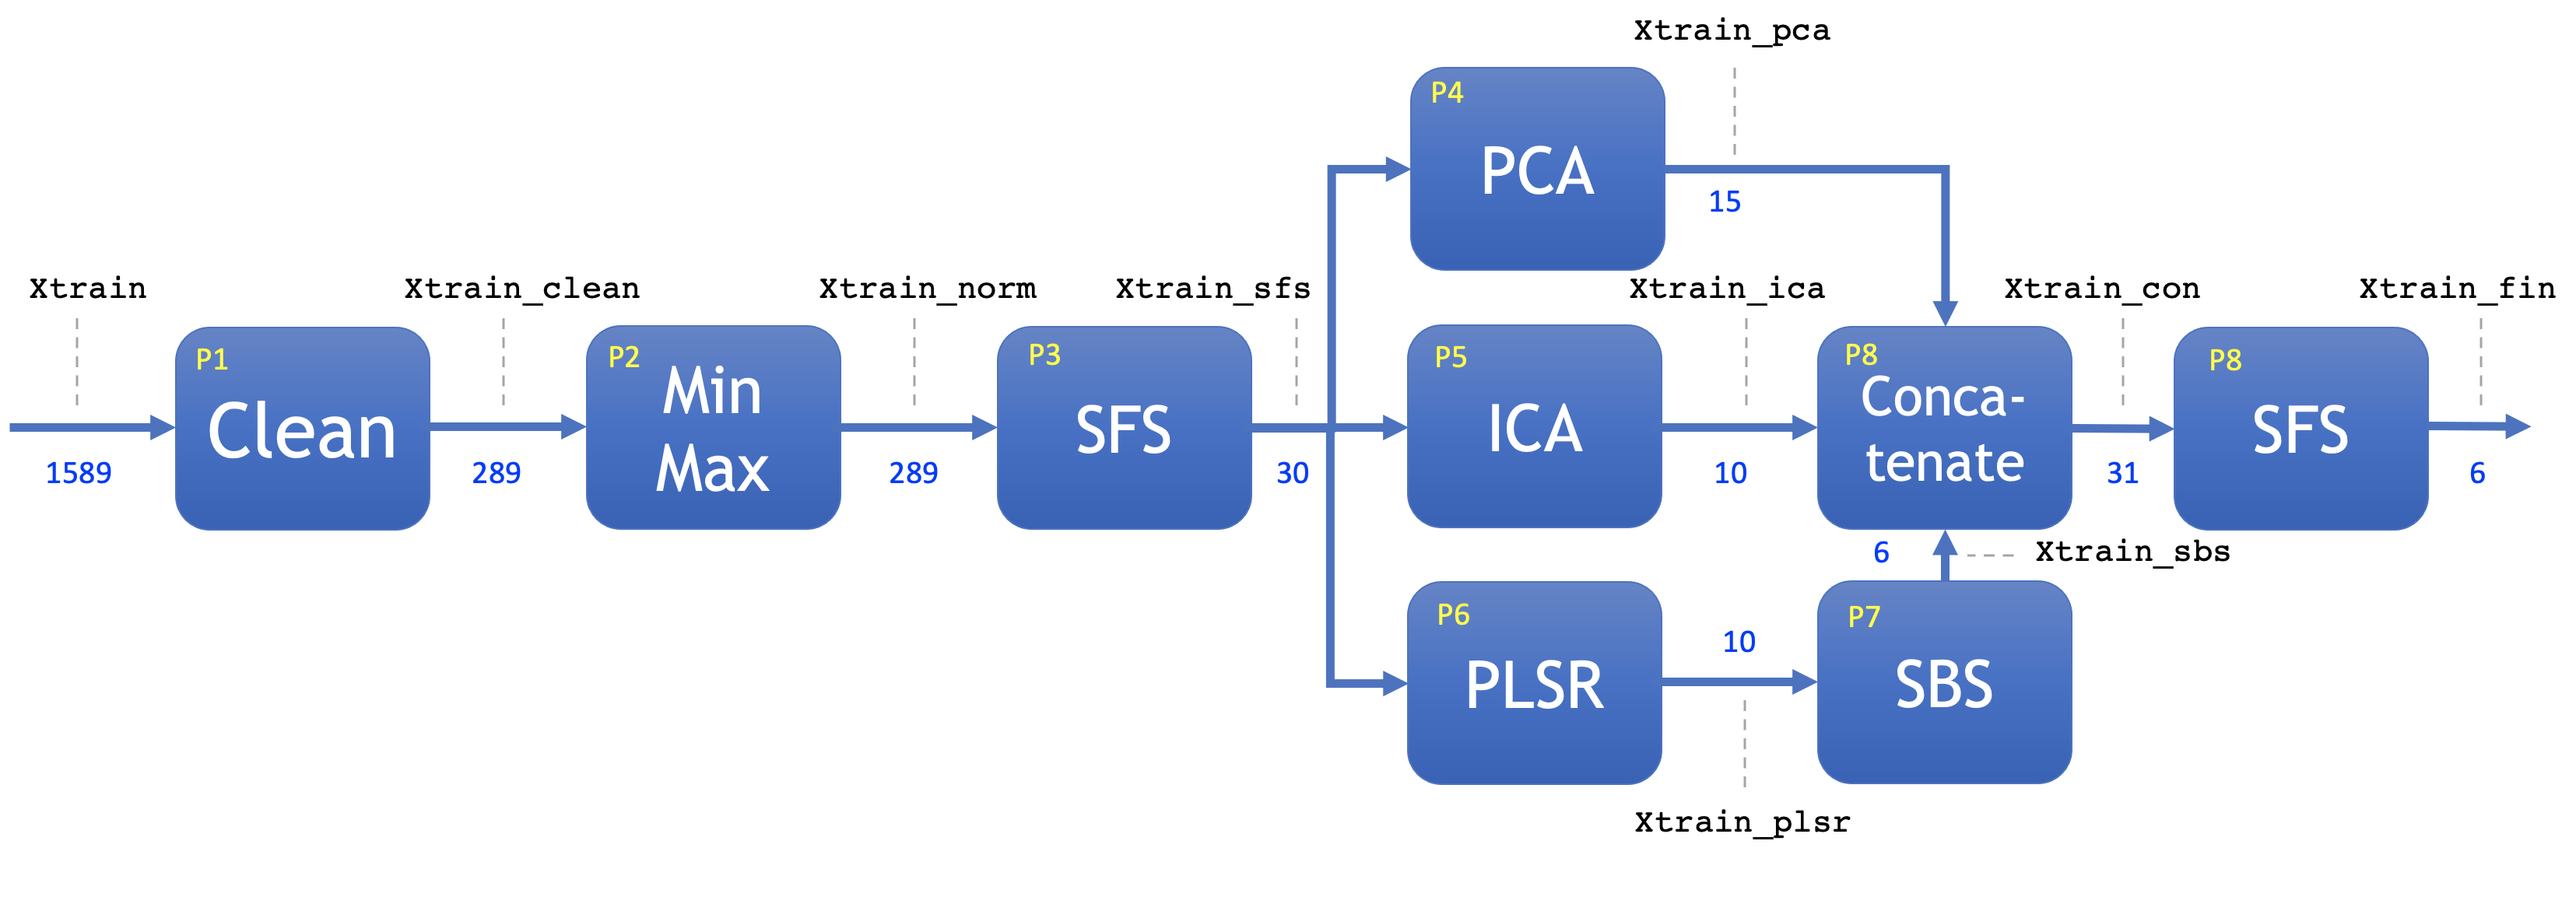 Xtrain_pca
P4
PCA
15
Xtrain
Xtrain_clean
Xtrain_norm
Xtrain_sfs
Xtrain_ica
Xtrain_con
Xtrain_fin
P1
Clean
P2
Min
Max
P3
SFS
P5
ICA
P8
Conca-
tenate
P8
SFS
1589
289
289
30
10
31
6
6
Xtrain_sbs
P6
PLSR
10
P7
SBS
Xtrain_plsr